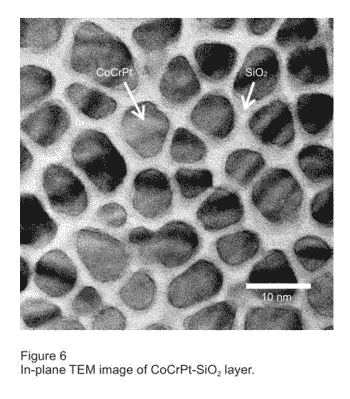 CoCrPt
SiO₂
10 nm
Figure 6
In-plane TEM image of CoCrPt-SiO₂ layer.